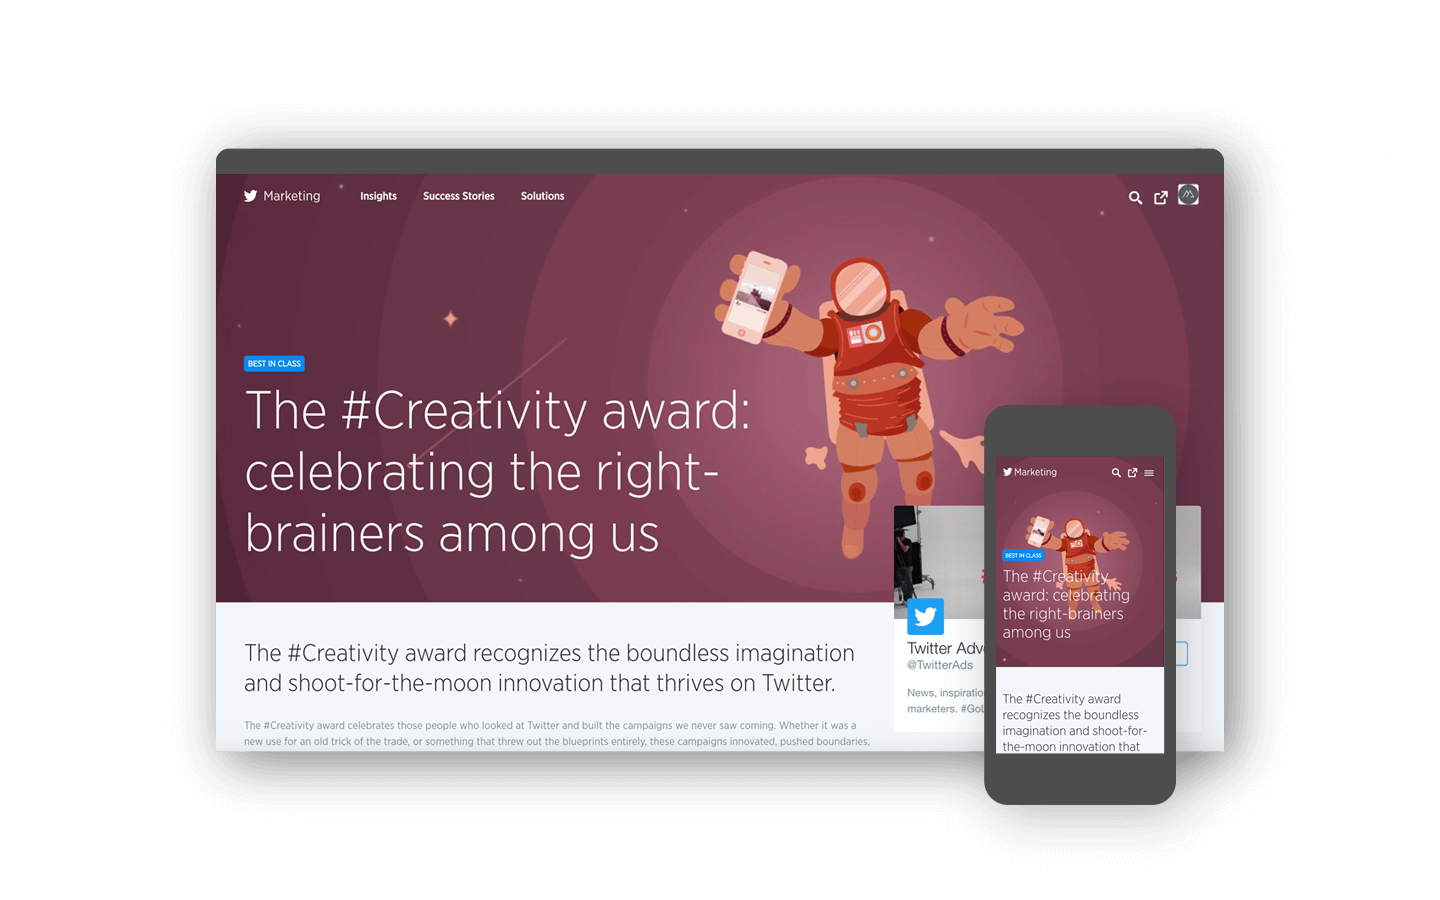 Marketing
Insights
Success Stories
Solutions
BEST IN CLASS
The #Creativity award:
celebrating the right-
brainers among us
The #Creativity award recognizes the boundless imagination
and shoot-for-the-moon innovation that thrives on Twitter.
The #Creativity award celebrates those people who looked at Twitter and built the campaigns we never saw coming. Whether it was a
new use for an old trick of the trade, or something that threw out the blueprints entirely, these campaigns innovated, pushed boundaries,
Twitter Adve
@TwitterAds
News, inspiratio
marketers. #GoL
Marketing
BEST IN CLASS
The #Creativity
award: celebrating
the right-brainers
among us
The #Creativity award
recognizes the boundless
imagination and shoot-for-
the-moon innovation that